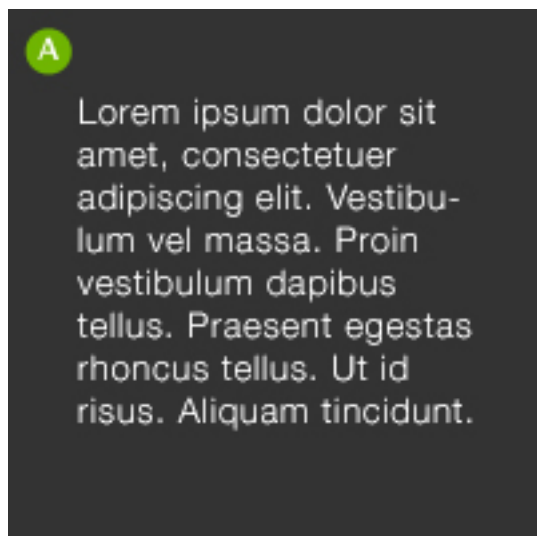 A
Lorem ipsum dolor sit
amet, consectetuer
adipiscing elit. Vestibu-
lum vel massa. Proin
vestibulum dapibus
tellus. Praesent egestas
rhoncus tellus. Ut id
risus. Aliquam tincidunt.